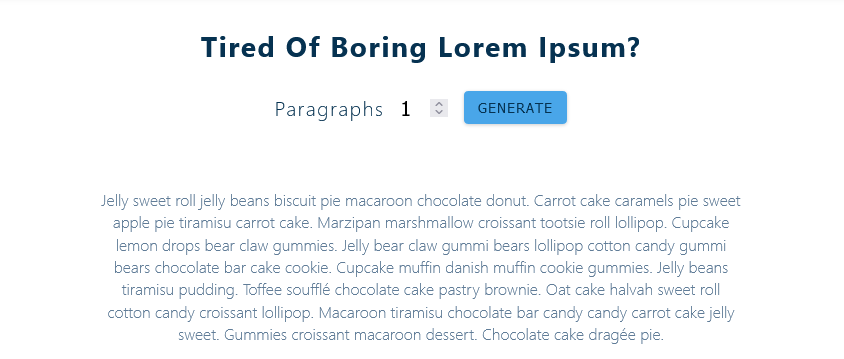 Tired Of Boring Lorem Ipsum?
Paragraphs 1 GENERATE
Jelly sweet roll jelly beans biscuit pie macaroon chocolate donut. Carrot cake caramels pie sweet
apple pie tiramisu carrot cake. Marzipan marshmallow croissant tootsie roll lollipop. Cupcake
lemon drops bear claw gummies. Jelly bear claw gummi bears lollipop cotton candy gummi
bears chocolate bar cake cookie. Cupcake muffin danish muffin cookie gummies. Jelly beans
tiramisu pudding. Toffee soufflé chocolate cake pastry brownie. Oat cake halvah sweet roll
cotton candy croissant lollipop. Macaroon tiramisu chocolate bar candy candy carrot cake jelly
sweet. Gummies croissant macaroon dessert. Chocolate cake dragée pie.